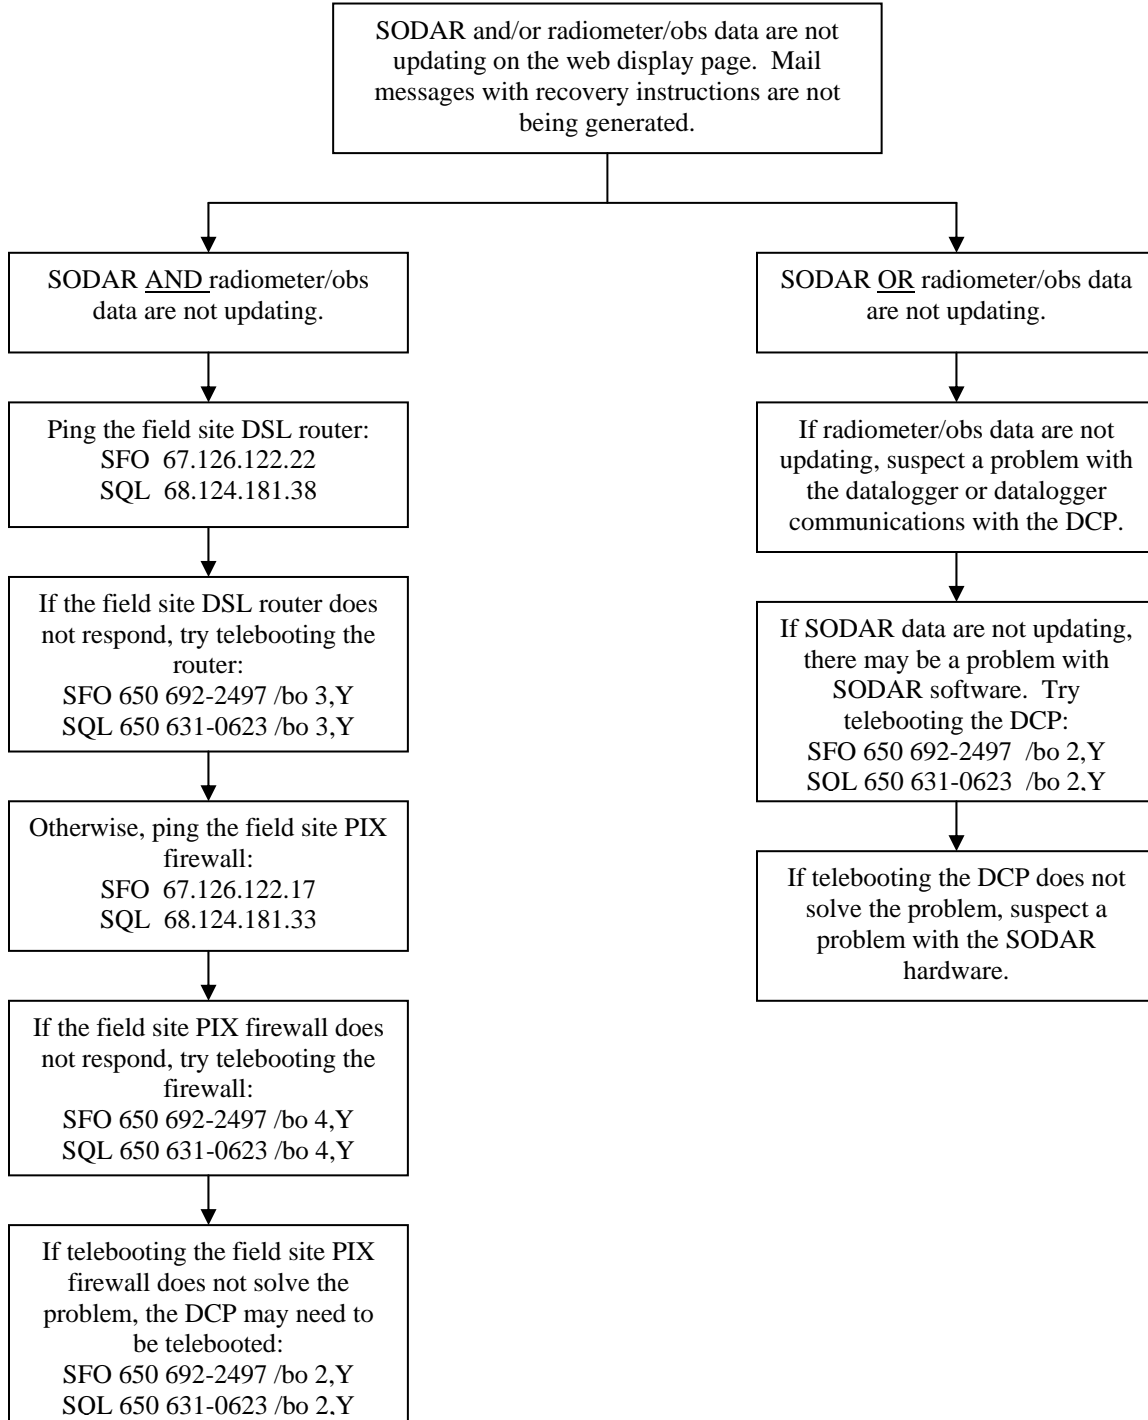 SODAR and/or radiometer/obs data are not
updating on the web display page.  Mail
messages with recovery instructions are not
being generated.
SODAR AND radiometer/obs
data are not updating.
Ping the field site DSL router:
SFO  67.126.122.22
SQL  68.124.181.38
If the field site DSL router does
not respond, try telebooting the
router:
SFO 650 692-2497 /bo 3,Y
SQL 650 631-0623 /bo 3,Y
Otherwise, ping the field site PIX
firewall:
SFO  67.126.122.17
SQL  68.124.181.33
If the field site PIX firewall does
not respond, try telebooting the
firewall:
SFO 650 692-2497 /bo 4,Y
SQL 650 631-0623 /bo 4,Y
If telebooting the field site PIX
firewall does not solve the
problem, the DCP may need to
be telebooted:
SFO 650 692-2497 /bo 2,Y
SQL 650 631-0623 /bo 2,Y
SODAR OR radiometer/obs data
are not updating.
If radiometer/obs data are not
updating, suspect a problem with
the datalogger or datalogger
communications with the DCP.
If SODAR data are not updating,
there may be a problem with
SODAR software.  Try
telebooting the DCP:
SFO 650 692-2497  /bo 2,Y
SQL 650 631-0623  /bo 2,Y
If telebooting the DCP does not
solve the problem, suspect a
problem with the SODAR
hardware.